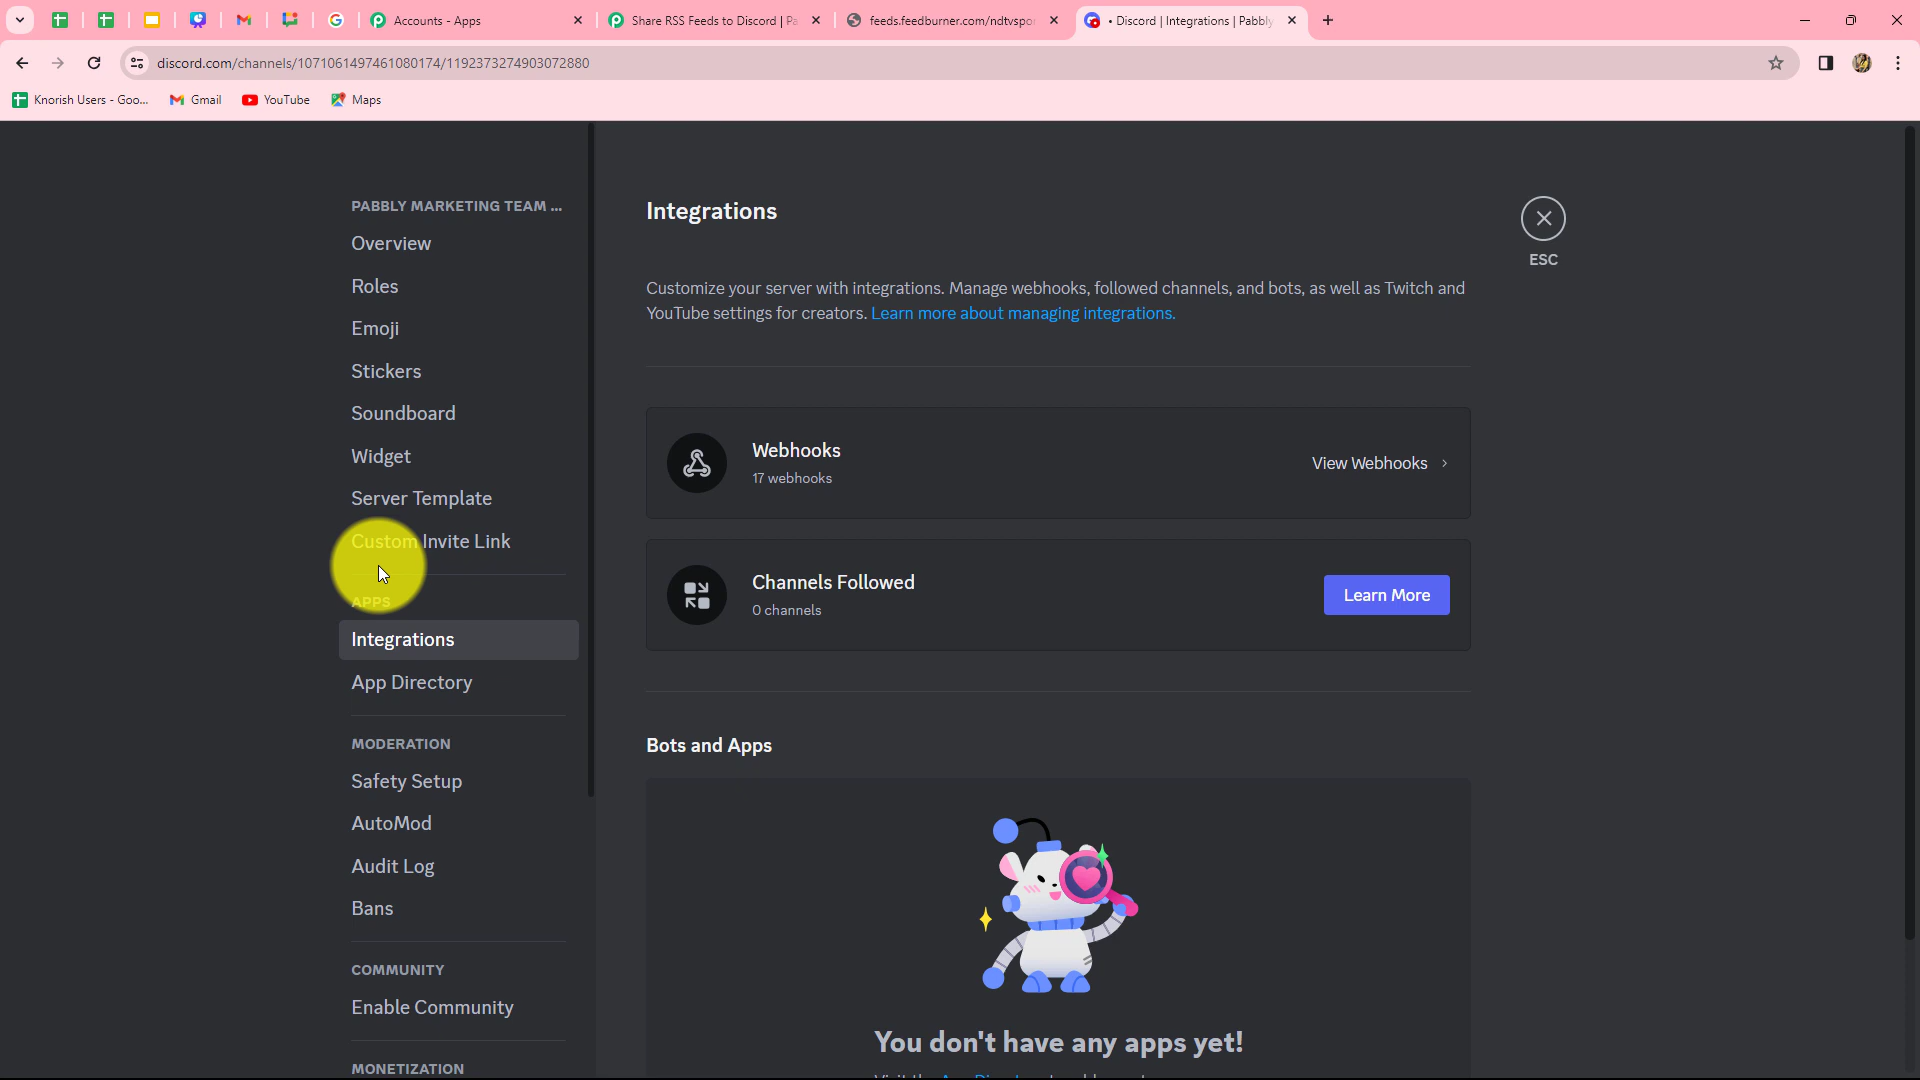 Accounts - Apps
Share RSS Feeds to Discord | Pa
feeds.feedburner.com/ndtvspo
• Discord | Integrations | Pabbly
discord.com/channels/1071061497461080174/1192373274903072880
Knorish Users - Goo...
Gmail
YouTube
Maps
PABBLY MARKETING TEAM ...
Overview
Roles
Emoji
Stickers
Soundboard
Widget
Server Template
Custom Invite Link
APPS
Integrations
App Directory
MODERATION
Safety Setup
AutoMod
Audit Log
Bans
COMMUNITY
Enable Community
MONETIZATION
Integrations
ESC
Customize your server with integrations. Manage webhooks, followed channels, and bots, as well as Twitch and
YouTube settings for creators. Learn more about managing integrations.
Webhooks
17 webhooks
View Webhooks
Channels Followed
0 channels
Learn More
Bots and Apps
You don't have any apps yet!